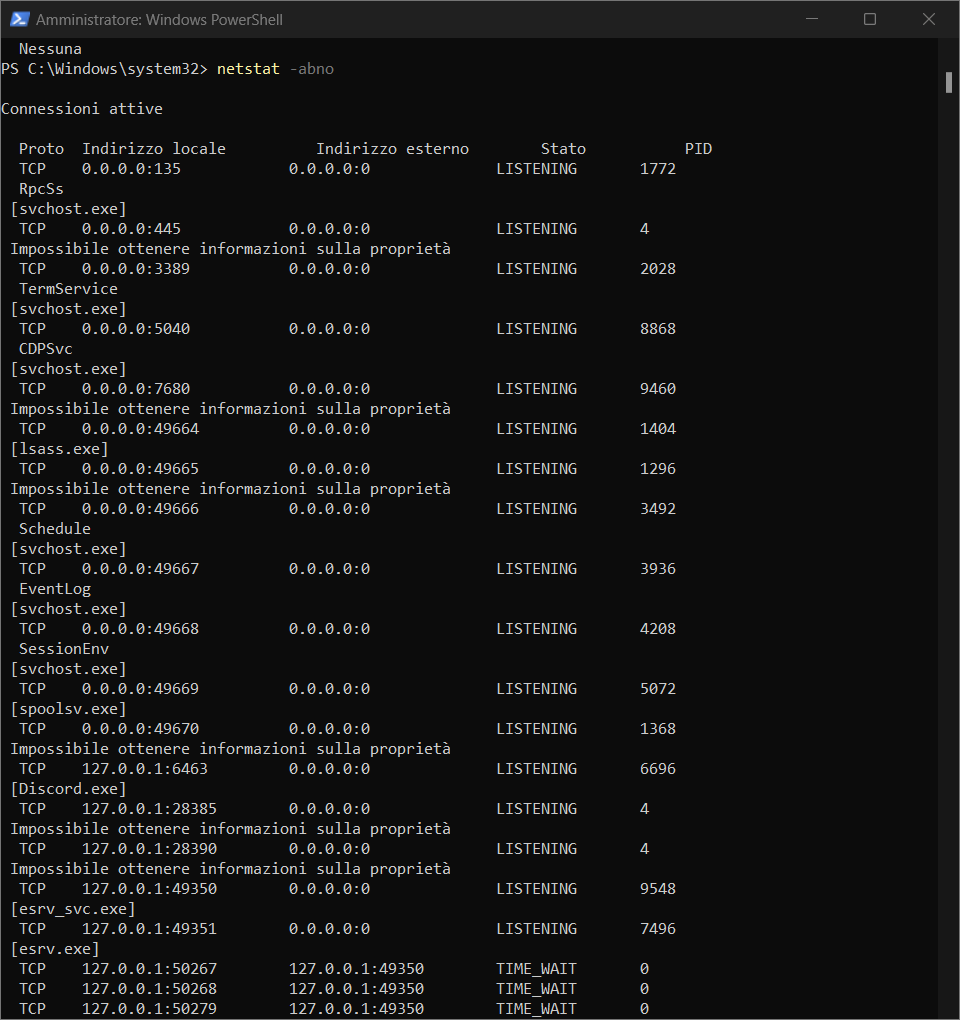 Amministratore: Windows PowerShell
Nessuna
PS C:\Windows\system32> netstat -abno
Connessioni attive
Proto  Indirizzo locale          Indirizzo esterno        Stato           PID
TCP    0.0.0.0:135            0.0.0.0:0              LISTENING       1772
RpcSs
[svchost.exe]
TCP    0.0.0.0:445            0.0.0.0:0              LISTENING       4
Impossibile ottenere informazioni sulla proprietà
TCP    0.0.0.0:3389           0.0.0.0:0              LISTENING       2028
TermService
[svchost.exe]
TCP    0.0.0.0:5040           0.0.0.0:0              LISTENING       8868
CDPSvc
[svchost.exe]
TCP    0.0.0.0:7680           0.0.0.0:0              LISTENING       9460
Impossibile ottenere informazioni sulla proprietà
TCP    0.0.0.0:49664          0.0.0.0:0              LISTENING       1404
[lsass.exe]
TCP    0.0.0.0:49665          0.0.0.0:0              LISTENING       1296
Impossibile ottenere informazioni sulla proprietà
TCP    0.0.0.0:49666          0.0.0.0:0              LISTENING       3492
Schedule
[svchost.exe]
TCP    0.0.0.0:49667          0.0.0.0:0              LISTENING       3936
EventLog
[svchost.exe]
TCP    0.0.0.0:49668          0.0.0.0:0              LISTENING       4208
SessionEnv
[svchost.exe]
TCP    0.0.0.0:49669          0.0.0.0:0              LISTENING       5072
[spoolsv.exe]
TCP    0.0.0.0:49670          0.0.0.0:0              LISTENING       1368
Impossibile ottenere informazioni sulla proprietà
TCP    127.0.0.1:6463         0.0.0.0:0              LISTENING       6696
[Discord.exe]
TCP    127.0.0.1:28385        0.0.0.0:0              LISTENING       4
Impossibile ottenere informazioni sulla proprietà
TCP    127.0.0.1:28390        0.0.0.0:0              LISTENING       4
Impossibile ottenere informazioni sulla proprietà
TCP    127.0.0.1:49350        0.0.0.0:0              LISTENING       9548
[esrv_svc.exe]
TCP    127.0.0.1:49351        0.0.0.0:0              LISTENING       7496
[esrv.exe]
TCP    127.0.0.1:50267        127.0.0.1:49350        TIME_WAIT       0
TCP    127.0.0.1:50268        127.0.0.1:49350        TIME_WAIT       0
TCP    127.0.0.1:50279        127.0.0.1:49350        TIME_WAIT       0